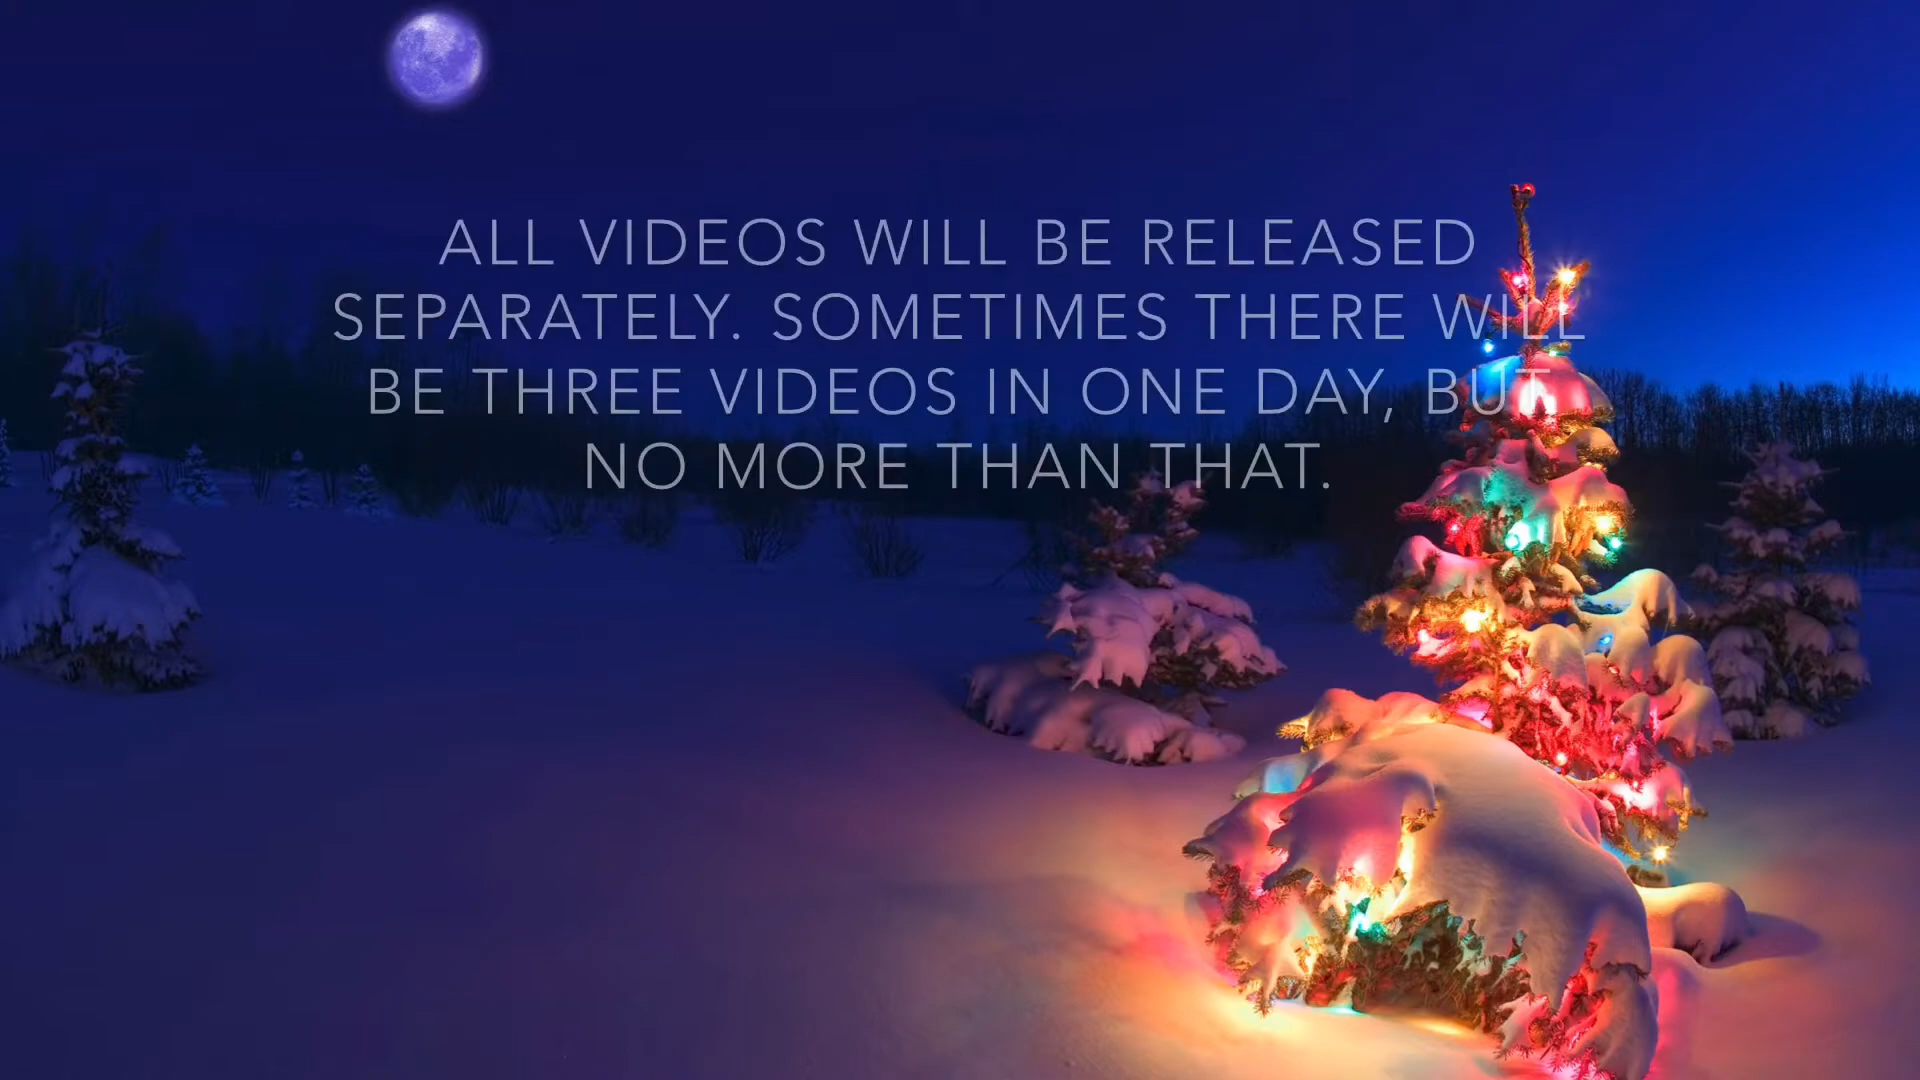 ALL VIDEOS WILL BE RELEASED
SEPARATELY. SOMETIMES THERE WILL
BE THREE VIDEOS IN ONE DAY, BUT
NO MORE THAN THAT.